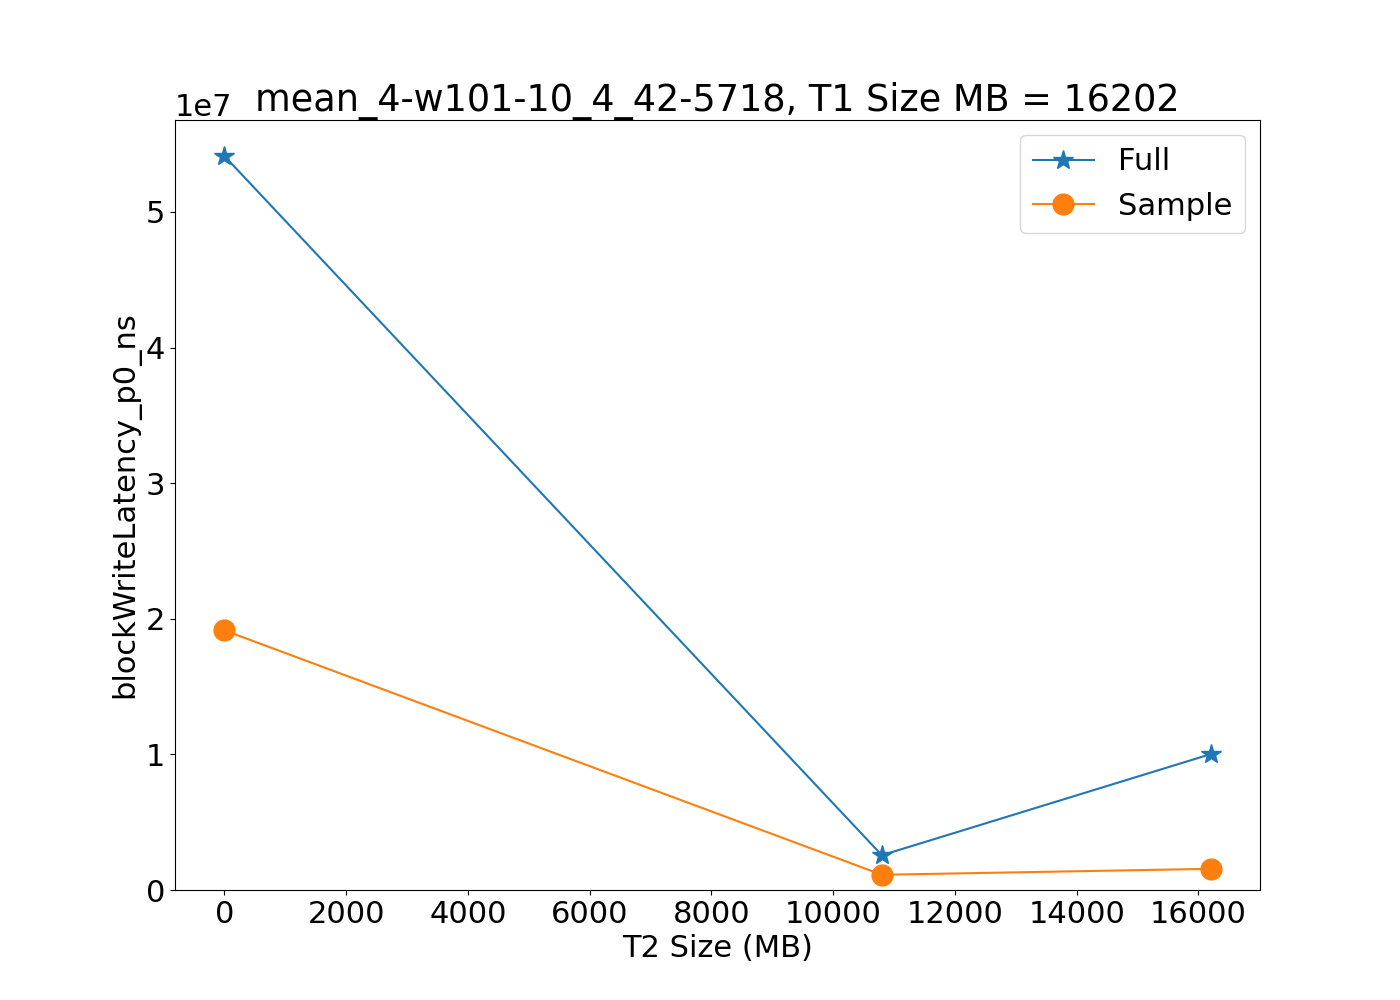 1e7
mean_4-w101-10_4_42-5718, T1 Size MB = 16202
Full
Sample
5
4
3
2
1
0
blockWriteLatency_p0_ns
0 2000 4000 6000 8000 10000 12000 14000 16000
T2 Size (MB)